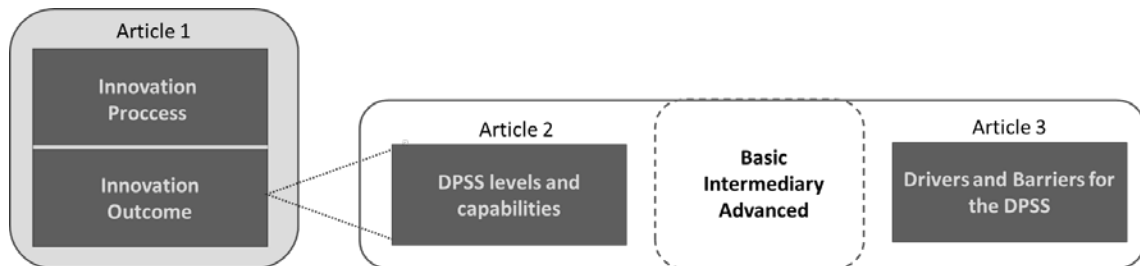 Article 1
Innovation
Proccess
Innovation
Outcome
Article 2
DPSS levels and
capabilities
Basic
Intermediary
Advanced
Article 3
Drivers and Barriers for
the DPSS